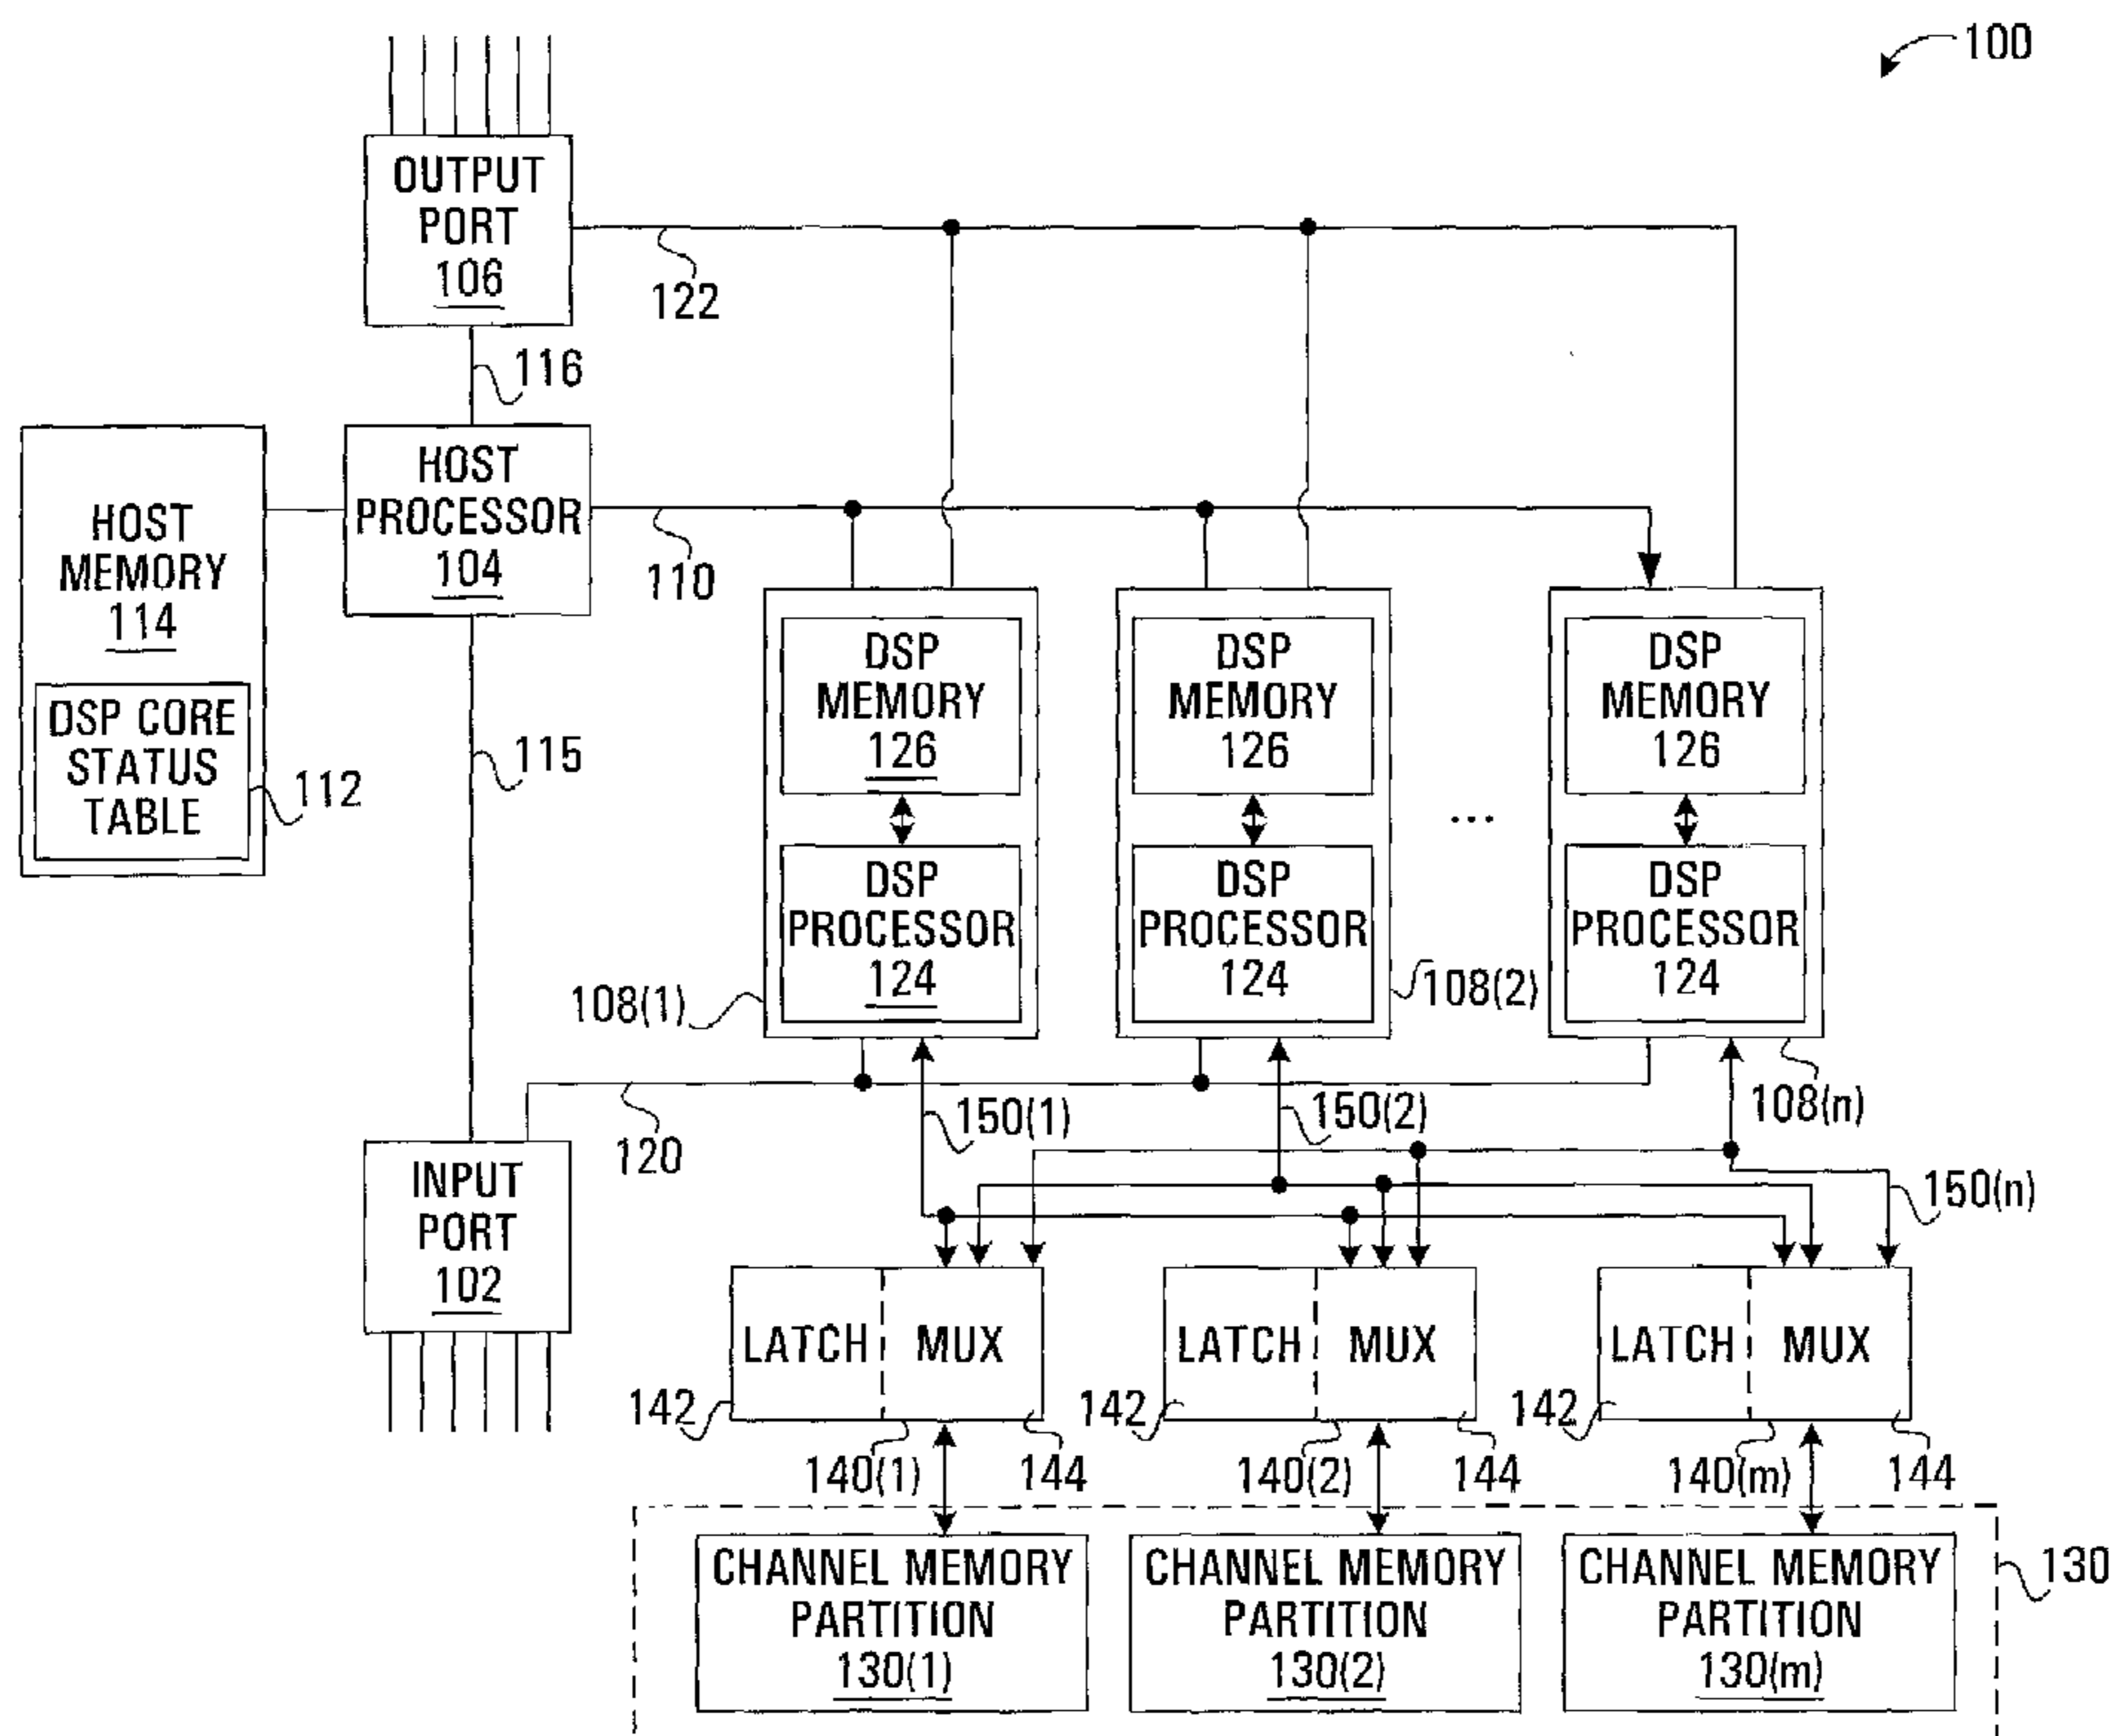 100
OUTPUT
PORT
106
122
116
HOST
PROCESSOR
104
110
HOST
MEMORY
114
DSP CORE
STATUS
TABLE
112
115
DSP
MEMORY
126
DSP
PROCESSOR
124
108(1)
DSP
MEMORY
126
DSP
PROCESSOR
124
108(2)
...
DSP
MEMORY
126
DSP
PROCESSOR
124
108(n)
120
150(1)
150(2)
150(n)
INPUT
PORT
102
LATCH
MUX
142
140(1)
144
LATCH
MUX
142
140(2)
144
LATCH
MUX
142
140(m)
144
130
CHANNEL MEMORY
PARTITION
130(1)
CHANNEL MEMORY
PARTITION
130(2)
CHANNEL MEMORY
PARTITION
130(m)